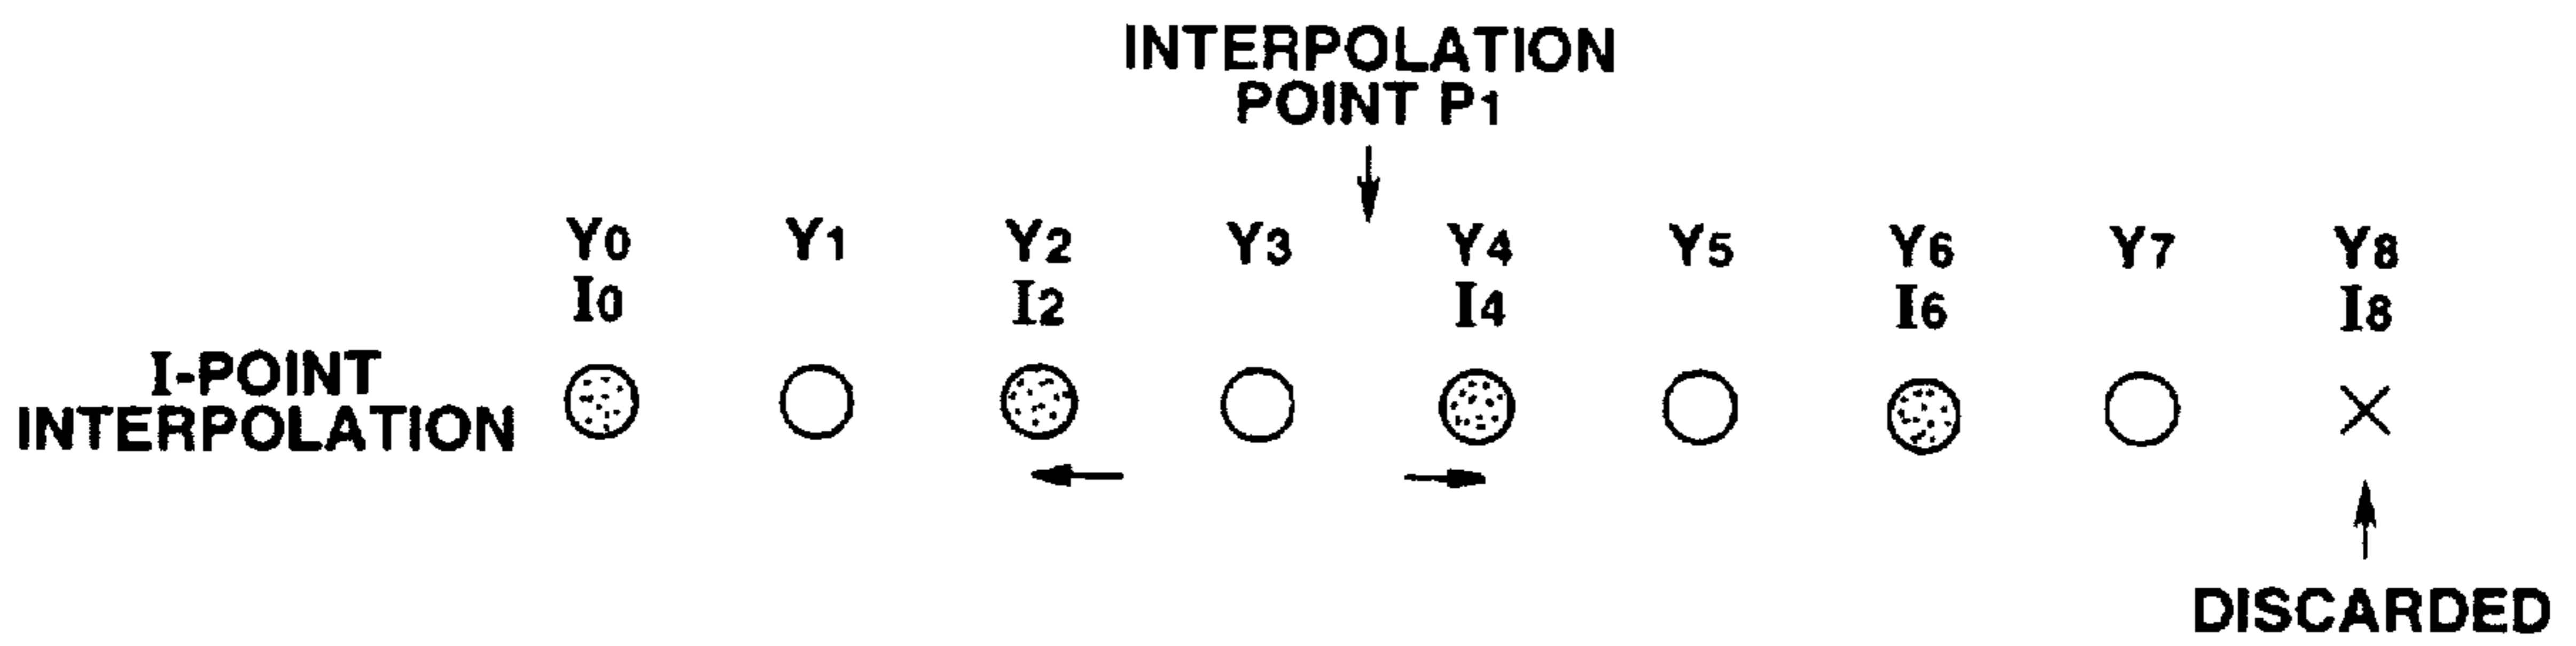 INTERPOLATION
POINT P1
Y0 Y1 Y2 Y3 Y4 Y5 Y6 Y7 Y8
I0 I2 I4 I6 I8
I-POINT
INTERPOLATION
DISCARDED